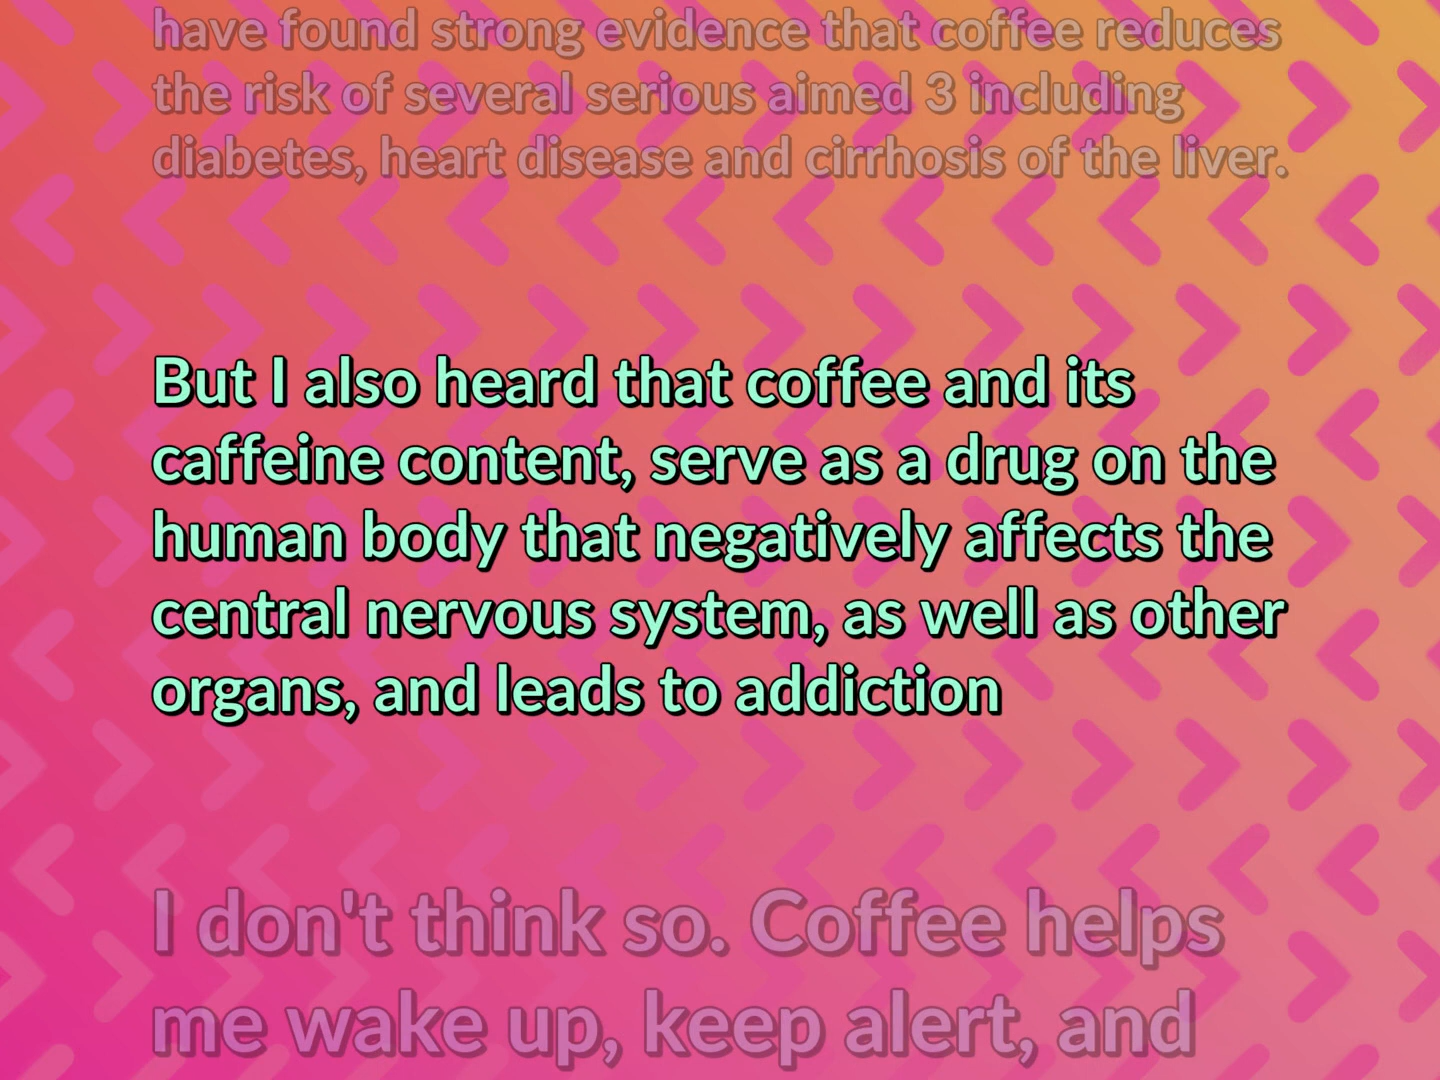 have found strong evidence that coffee reduces
the risk of several serious aimed 3 including
diabetes, heart disease and cirrhosis of the liver.
But I also heard that coffee and its
caffeine content, serve as a drug on the
human body that negatively affects the
central nervous system, as well as other
organs, and leads to addiction
I don't think so. Coffee helps
me wake up, keep alert, and